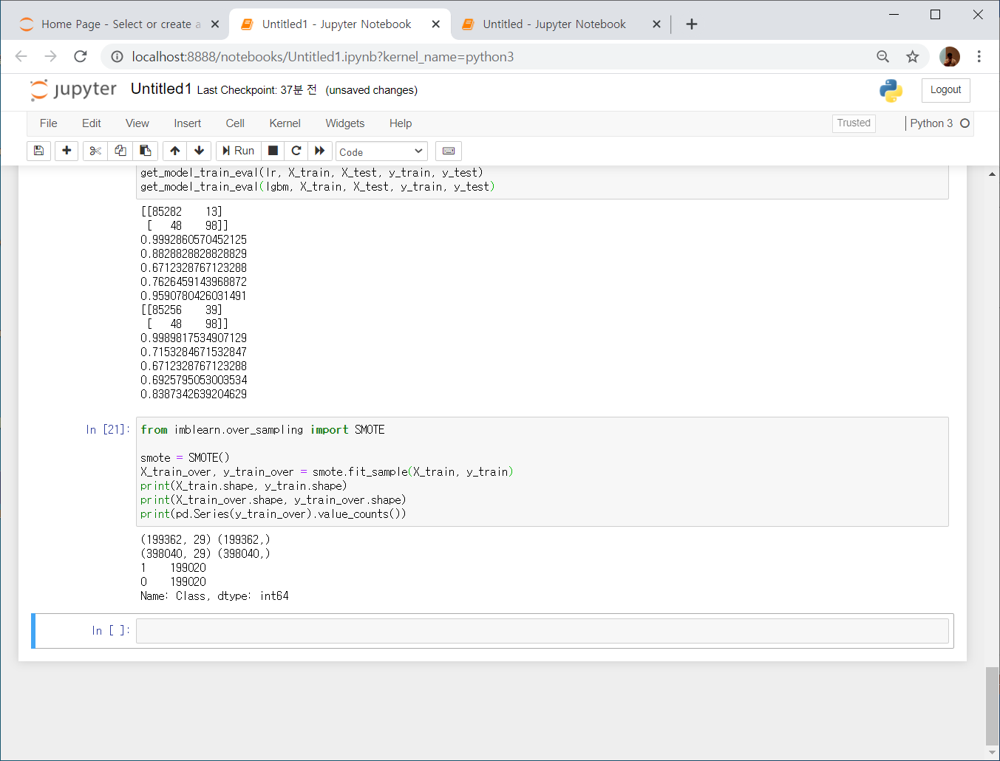 Home Page - Select or create a
Untitled1 - Jupyter Notebook
Untitled - Jupyter Notebook
localhost:8888/notebooks/Untitled1.ipynb?kernel_name=python3
jupyter Untitled1 Last Checkpoint: 37분 전 (unsaved changes)
Logout
File Edit View Insert Cell Kernel Widgets Help
Trusted
Python 3
Run
Code
get_model_train_eval(lr, X_train, X_test, y_train, y_test)
get_model_train_eval(lgbm, X_train, X_test, y_train, y_test)
[[85282    13]
 [   48    98]]
0.9992860570452125
0.8828828828828829
0.6712328767123288
0.7626459143968872
0.9590780426031491
[[85256    39]
 [   48    98]]
0.9989817534907129
0.7153284671532847
0.6712328767123288
0.6925795053003534
0.8387342639204629
In [21]:
from imblearn.over_sampling import SMOTE
smote = SMOTE()
X_train_over, y_train_over = smote.fit_sample(X_train, y_train)
print(X_train.shape, y_train.shape)
print(X_train_over.shape, y_train_over.shape)
print(pd.Series(y_train_over).value_counts())
(199362, 29) (199362,)
(398040, 29) (398040,)
1    199020
0    199020
Name: Class, dtype: int64
In [ ]: